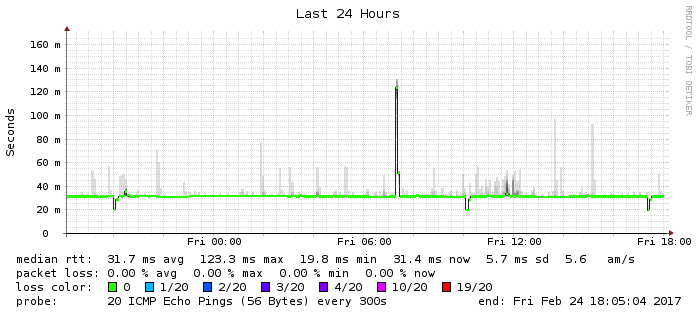 Last 24 Hours
RRDTOOL / TOBI OETIKER
Seconds
160 m
140 m
120 m
100 m
80 m
60 m
40 m
20 m
0
Fri 00:00 Fri 06:00 Fri 12:00 Fri 18:00
median rtt: 31.7 ms avg 123.3 ms max 19.8 ms min 31.4 ms now 5.7 ms sd 5.6 am/s
packet loss: 0.00 % avg 0.00 % max 0.00 % min 0.00 % now
loss color: 0 1/20 2/20 3/20 4/20 10/20 19/20
probe: 20 ICMP Echo Pings (56 Bytes) every 300s end: Fri Feb 24 18:05:04 2017